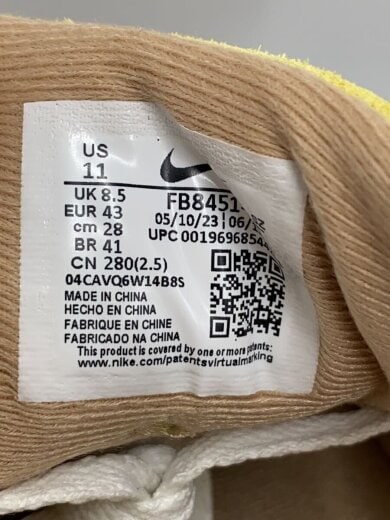 US
11
UK 8.5
EUR 43
cm 28
BR 41
CN 280(2.5)
FB8451
05/10/23 | 06/
UPC 0019696854
04CAVQ6W14B8S
MADE IN CHINA
HECHO EN CHINA
FABRIQUE EN CHINE
FABRICADO NA CHINA
This product is covered by one or more patents:
www.nike.com/patentsvirtualmarking